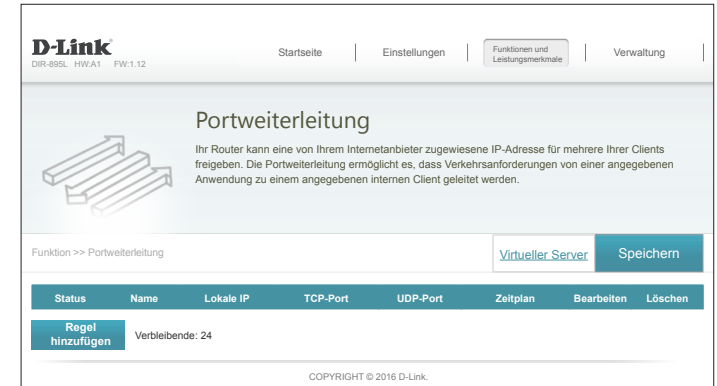 D-Link
DIR-895L HW:A1 FW:1.12
Startseite
Einstellungen
Funktionen und
Leistungsmerkmale
Verwaltung
Portweiterleitung
Ihr Router kann eine von Ihrem Internetanbieter zugewiesene IP-Adresse für mehrere Ihrer Clients
freigeben. Die Portweiterleitung ermöglicht es, dass Verkehrsanforderungen von einer angegebenen
Anwendung zu einem angegebenen internen Client geleitet werden.
Funktion >> Portweiterleitung
Virtueller Server
Speichern
Status Name Lokale IP TCP-Port UDP-Port Zeitplan Bearbeiten Löschen
Regel
hinzufügen
Verbleibende: 24
COPYRIGHT © 2016 D-Link.